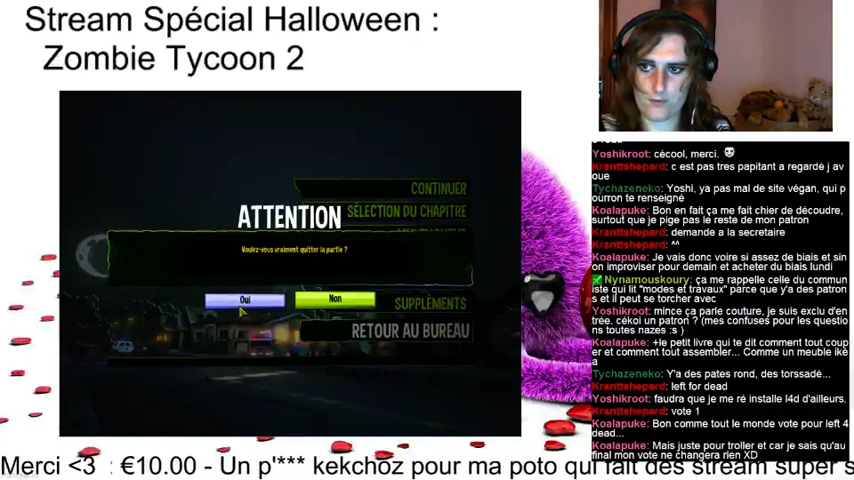 Stream Spécial Halloween :
Zombie Tycoon 2
CONTINUER
ATTENTION
SÉLECTION DU CHAPITRE
Voulez-vous vraiment quitter la partie ?
Oui
Non
SUPPLÉMENTS
RETOUR AU BUREAU
Yoshikroot: cécool, merci.
Kranttshepard: c est pas tres papitant a regardé j av
oue
Tychazeneko: Yoshi, ya pas mal de site végan, qui p
ourron te renseigné
Koalapuke: Bon en fait ça me fait chier de découdre,
surtout que je pige pas le reste de mon patron
Kranttshepard: demande a la secretaire
Kranttshepard: ^^
Koalapuke: Je vais donc voire si assez de biais et sin
on improviser pour demain et acheter du biais lundi
Nynamouskouky: ça me rappelle celle du commun
iste qui lit "modes et travaux" parce que y'a des patron
s et il peut se torcher avec
Yoshikroot: mince ça parle couture, je suis exclu d'en
trée. cékoi un patron ? (mes confuses pour les questio
ns toutes nazes :s )
Koalapuke: +le petit livre qui te dit comment tout coup
er et comment tout assembler... Comme un meuble iké
a
Tychazeneko: Y'a des pates rond, des torssadé...
Kranttshepard: left for dead
Yoshikroot: faudra que je me ré installe l4d d'ailleurs.
Kranttshepard: vote 1
Koalapuke: Bon comme tout le monde vote pour left 4
dead...
Koalapuke: Mais juste pour troller et car je sais qu'au
final mon vote ne changera rien XD
Merci <3 : €10.00 - Un p'*** kekchoz pour ma poto qui fait des stream super s